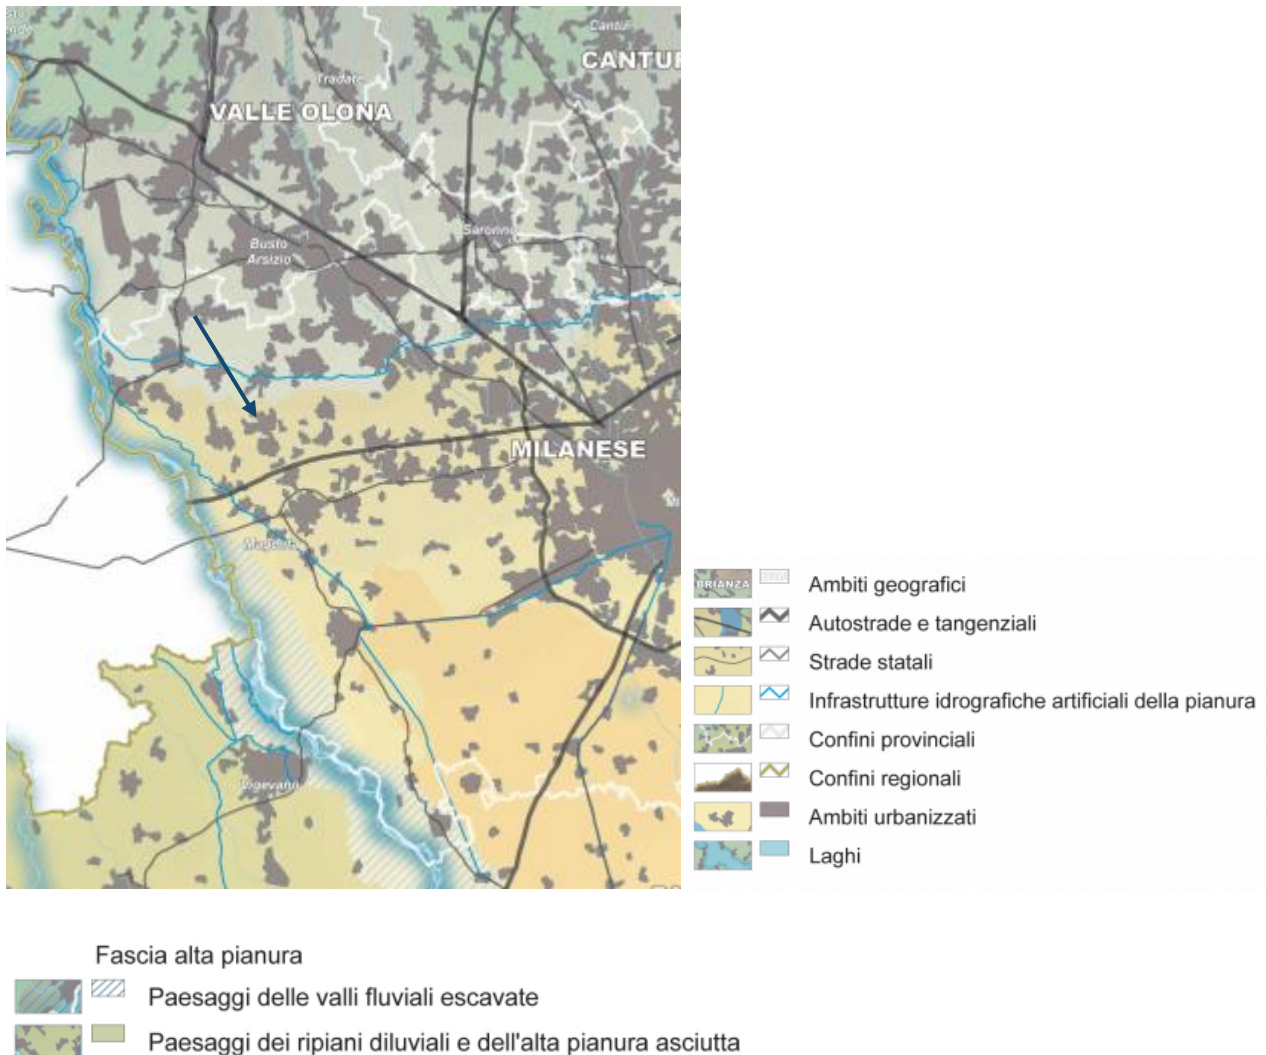 Cantù
CANTU
Tradate
VALLE OLONA
Saronno
Busto
Arsizio
MILANESE
Magenta
Vigevano
BRIANZA
Ambiti geografici
Autostrade e tangenziali
Strade statali
Infrastrutture idrografiche artificiali della pianura
Confini provinciali
Confini regionali
Ambiti urbanizzati
Laghi
Fascia alta pianura
Paesaggi delle valli fluviali escavate
Paesaggi dei ripiani diluviali e dell'alta pianura asciutta